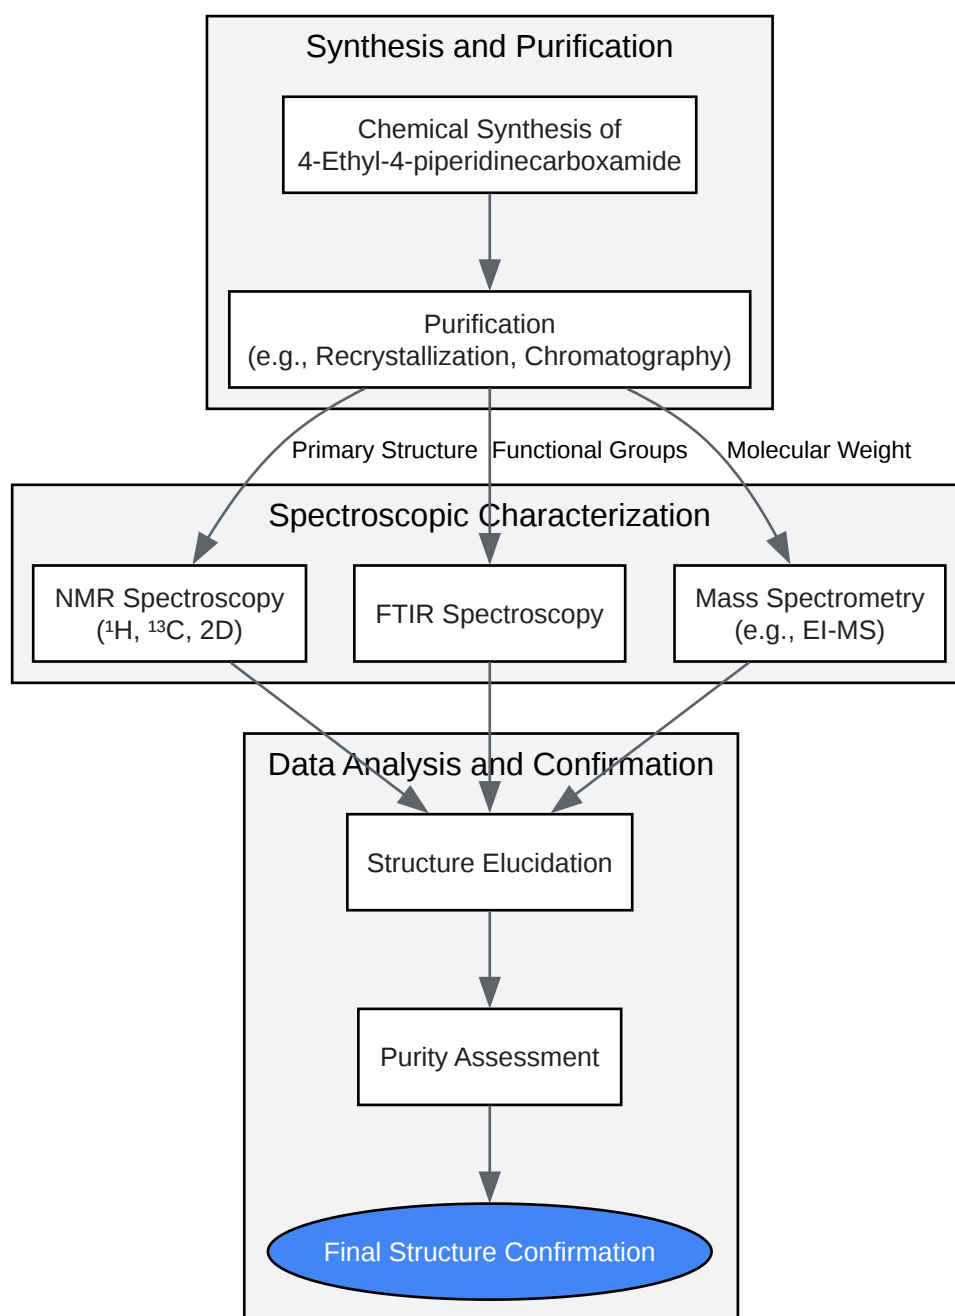 Synthesis and Purification
Chemical Synthesis of
4-Ethyl-4-piperidinecarboxamide
Purification
(e.g., Recrystallization, Chromatography)
Primary Structure
Functional Groups
Molecular Weight
Spectroscopic Characterization
NMR Spectroscopy
(¹H, ¹³C, 2D)
FTIR Spectroscopy
Mass Spectrometry
(e.g., EI-MS)
Data Analysis and Confirmation
Structure Elucidation
Purity Assessment
Final Structure Confirmation